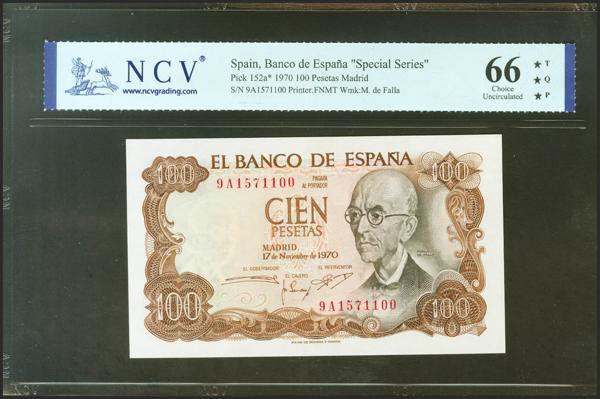 NCV®
www.ncvgrading.com
Spain, Banco de España "Special Series"
Pick 152a* 1970 100 Pesetas Madrid
S/N 9A1571100 Printer.FNMT Wmk:M. de Falla
66
Choice
Uncirculated
★ T
★ Q
★ P
EL BANCO DE ESPAÑA
100
9A1571100
PAGARA
AL PORTADOR
100
CIEN
PESETAS
MADRID,
17 de Noviembre de 1970
EL GOBERNADOR
EL INTERVENTOR
EL CAJERO
100
9A1571100
100